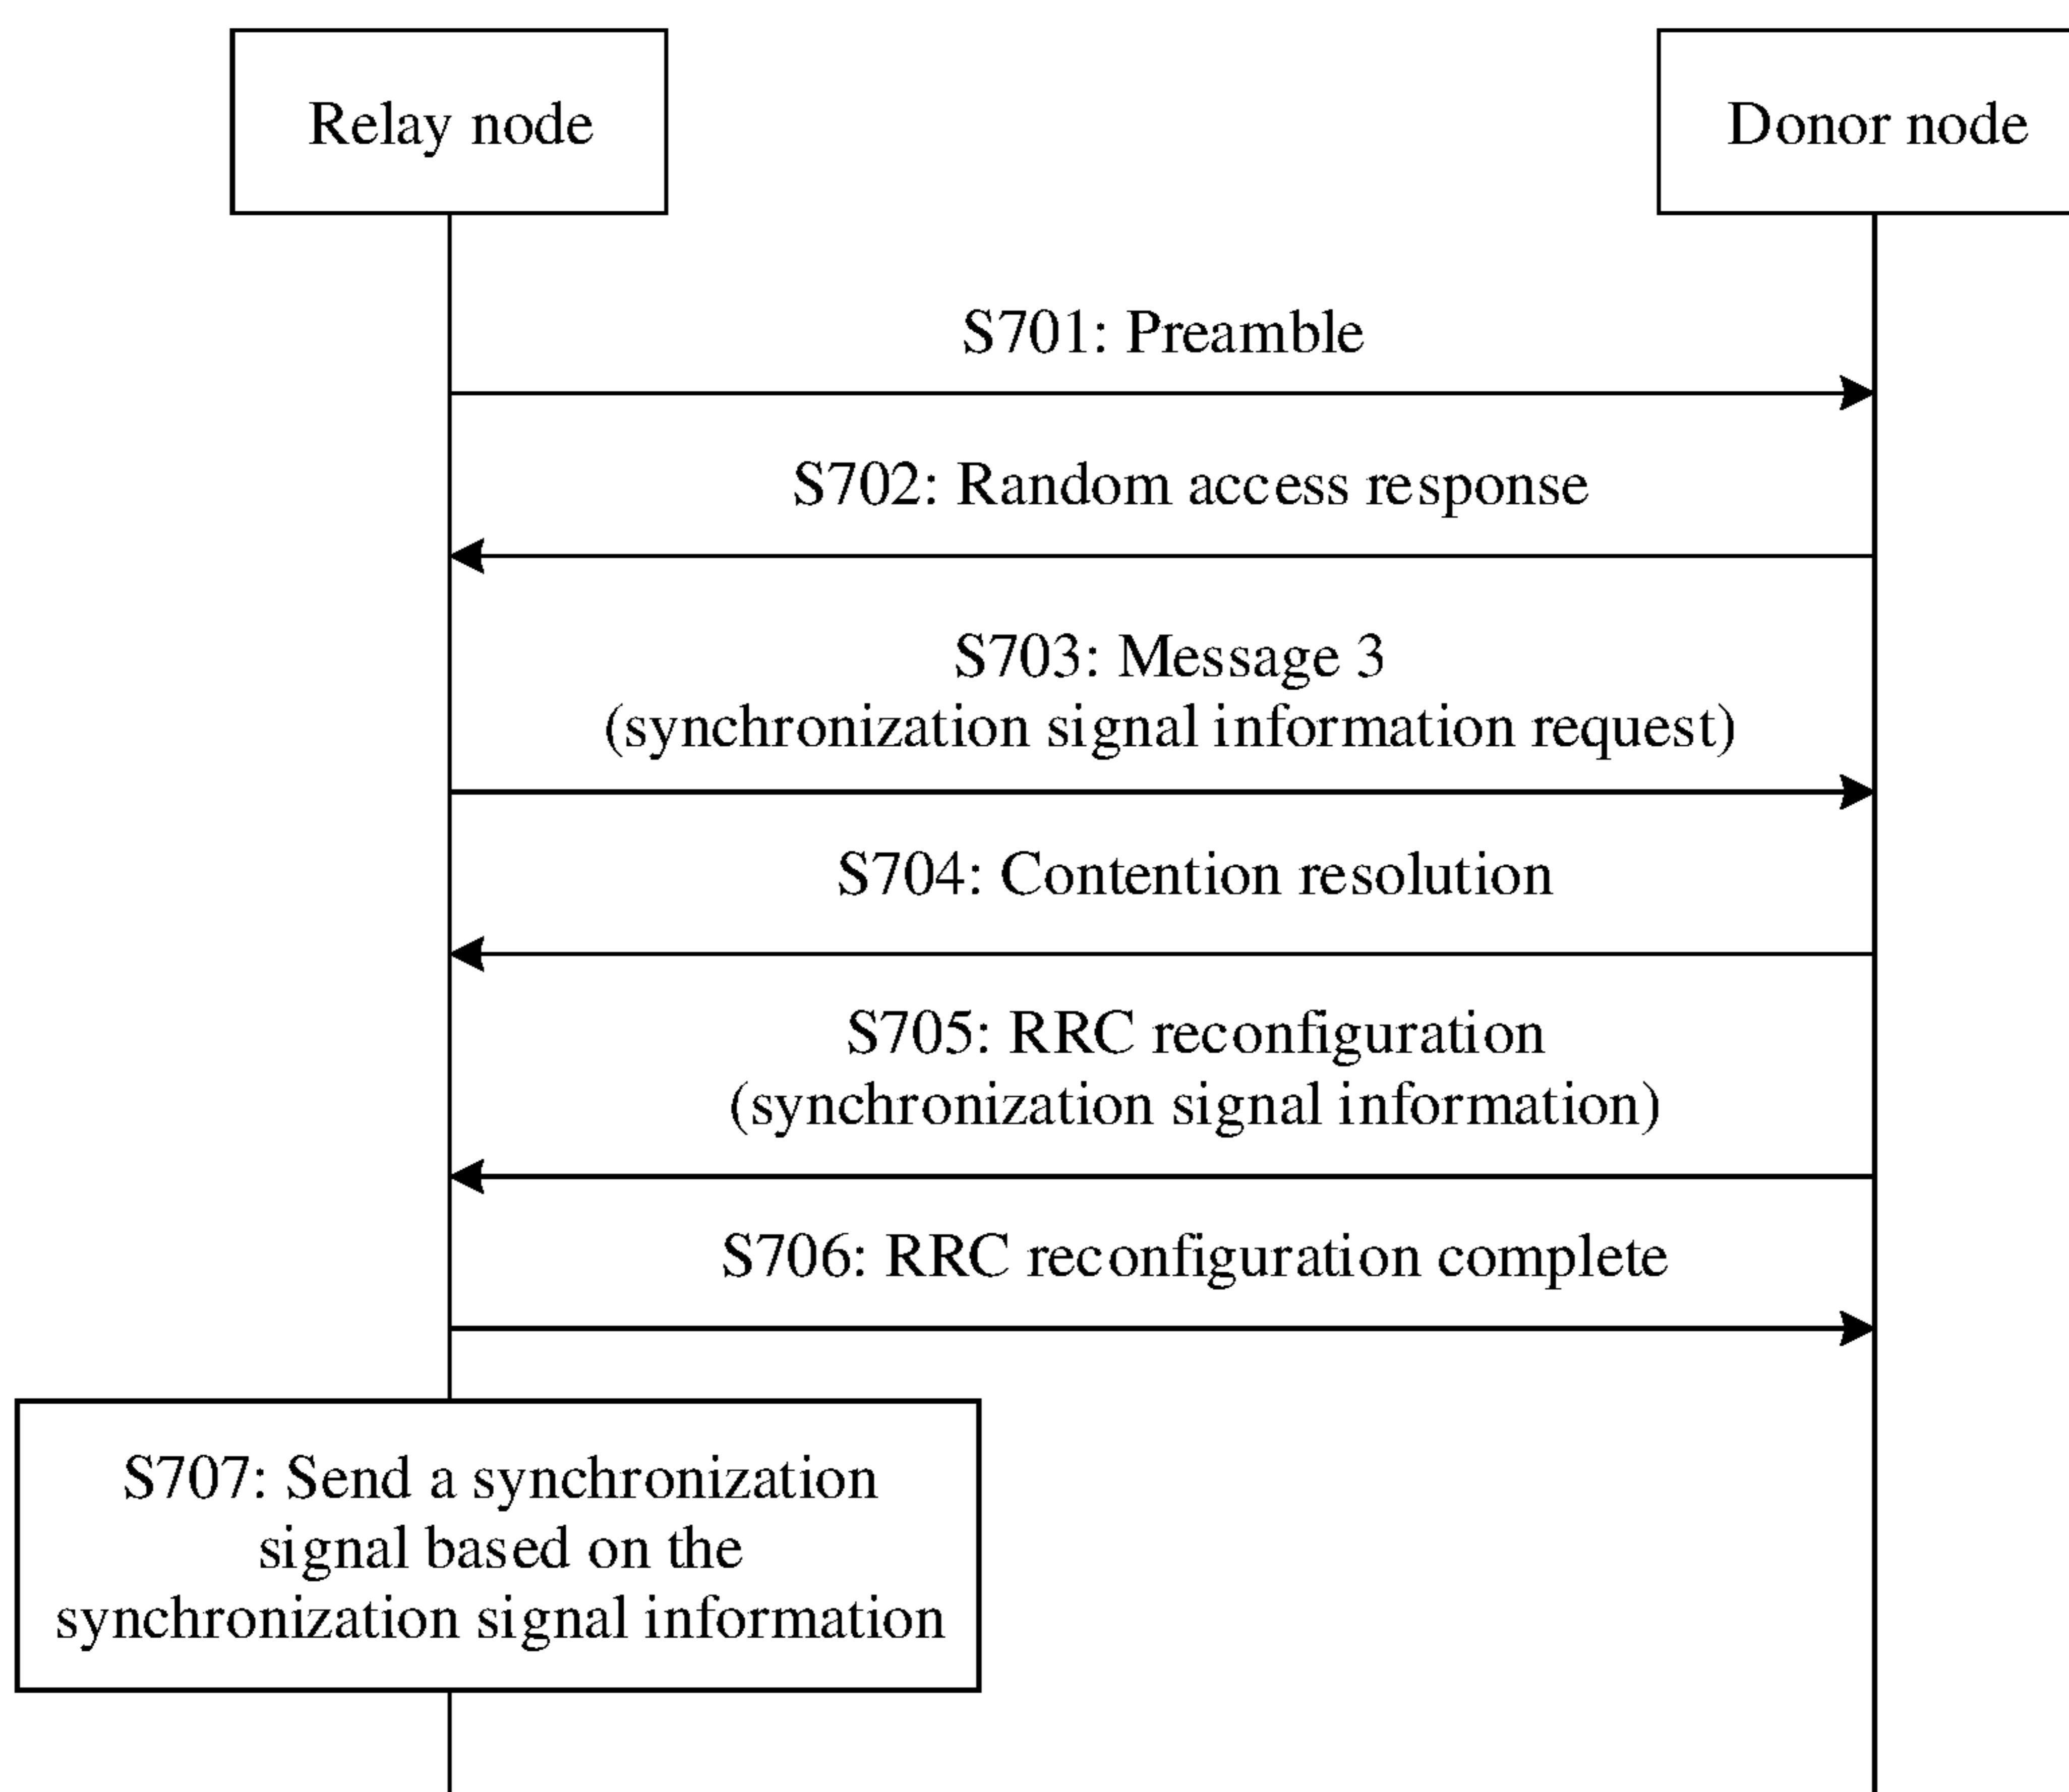 Relay node
Donor node
S701: Preamble
S702: Random access response
S703: Message 3
(synchronization signal information request)
S704: Contention resolution
S705: RRC reconfiguration
(synchronization signal information)
S706: RRC reconfiguration complete
S707: Send a synchronization
signal based on the
synchronization signal information